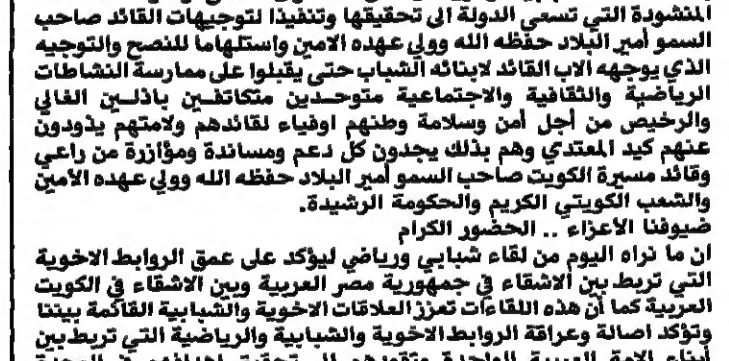 المنشودة التي تسعى الدولة الى تحقيقها وتنفيذا لتوجيهات القائد صاحب
السمو أمير البلاد حفظه الله وولي عهده الامين واستلهاما للنصح والتوجيه
الذي يوجهه الاب القائد لابنائه الشباب حتى يقبلوا على ممارسة النشاطات
الرياضية والثقافية والاجتماعية متوحدين متكاتفين باذلين الغالي
والرخيص من أجل أمن وسلامة وطنهم اوفياء لقائدهم ولامتهم يذودون
عنهم كيد المعتدي وهم بذلك يجدون كل دعم ومساندة ومؤازرة من راعي
وقائد مسيرة الكويت صاحب السمو أمير البلاد حفظه الله وولي عهده الأمين
والشعب الكويتي الكريم والحكومة الرشيدة.
ضيوفنا الأعزاء .. الحضور الكرام
ان ما نراه اليوم من لقاء شبابي ورياضي ليؤكد على عمق الروابط الاخوية
التي تربط بين الأشقاء في جمهورية مصر العربية وبين الاشقاء في الكويت
العربية كما أن هذه اللقاءات تعزز العلاقات الاخوية والشبابية القائمة بيننا
وتؤكد اصالة وعراقة الروابط الاخوية والشبابية والرياضية التي تربط بين
أبناء الامة العربية الواحدة